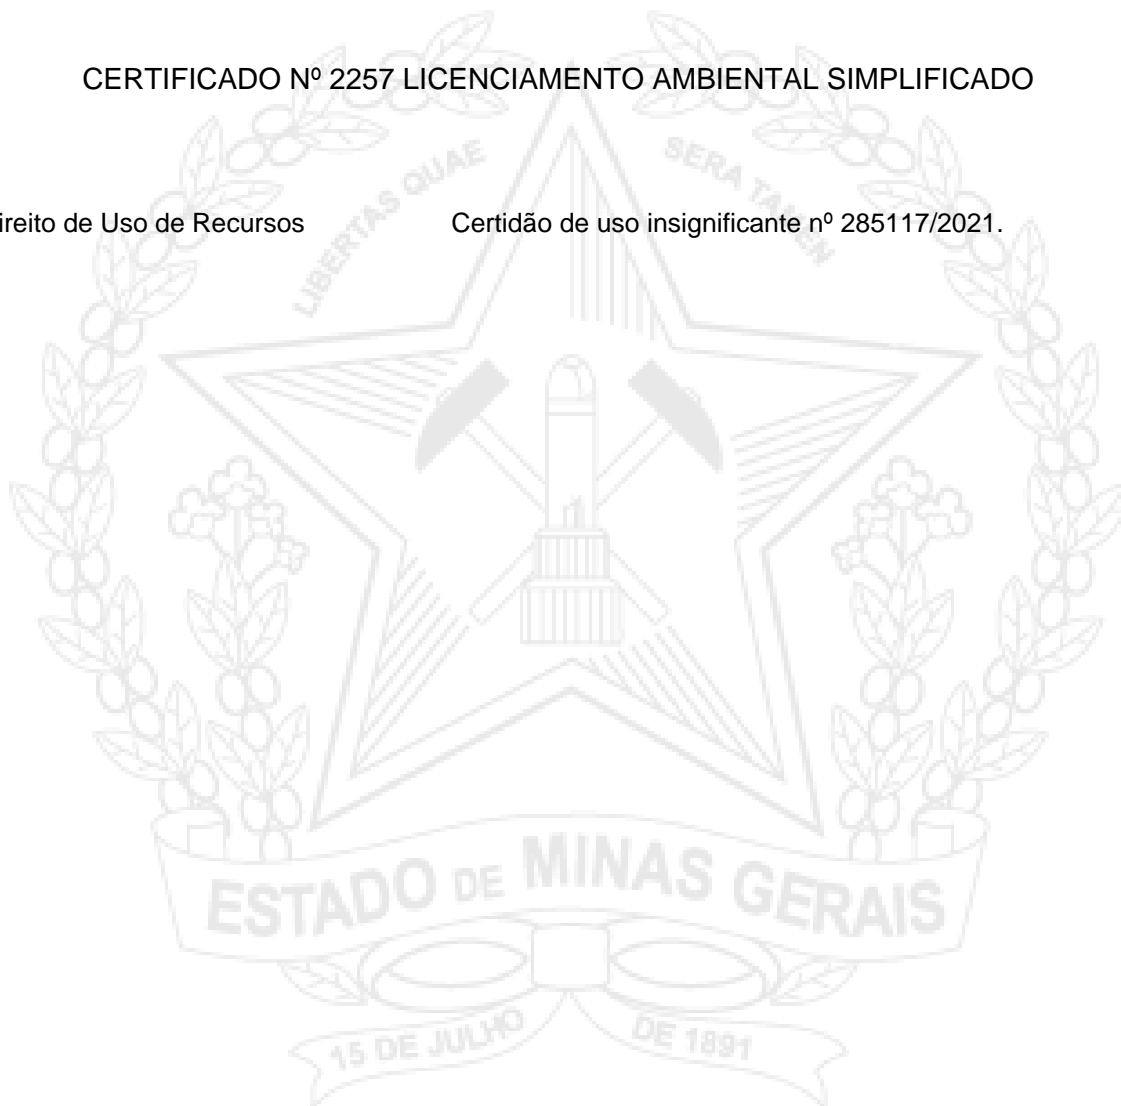 CERTIFICADO Nº 2257 LICENCIAMENTO AMBIENTAL SIMPLIFICADO
LIBERTAS QUAE SERA TAMEN
ireito de Uso de Recursos Certidão de uso insignificante nº 285117/2021.
ESTADO DE MINAS GERAIS
15 DE JULHO DE 1891